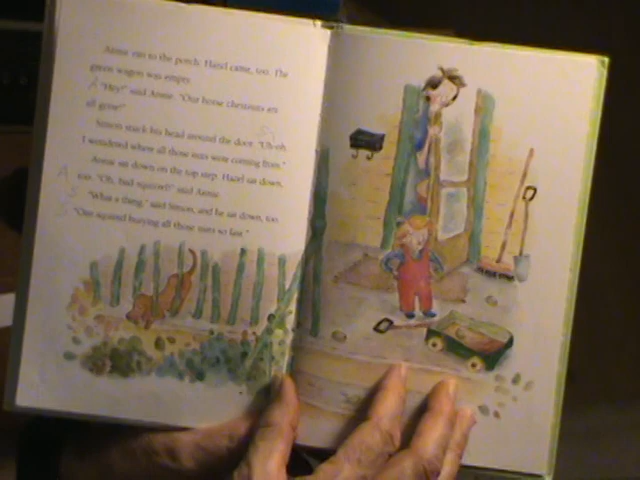 Annie ran to the porch. Hazel came, too. The
green wagon was empty.
"Hey!" said Annie. "Our horse chestnuts are
all gone!"
Simon stuck his head around the door. "Uh-oh.
I wondered where all those nuts were coming from."
Annie sat down on the top step. Hazel sat down,
too. "Oh, bad squirrel!" said Annie.
"What a thing," said Simon, and he sat down, too.
"One squirrel burying all those nuts so fast."